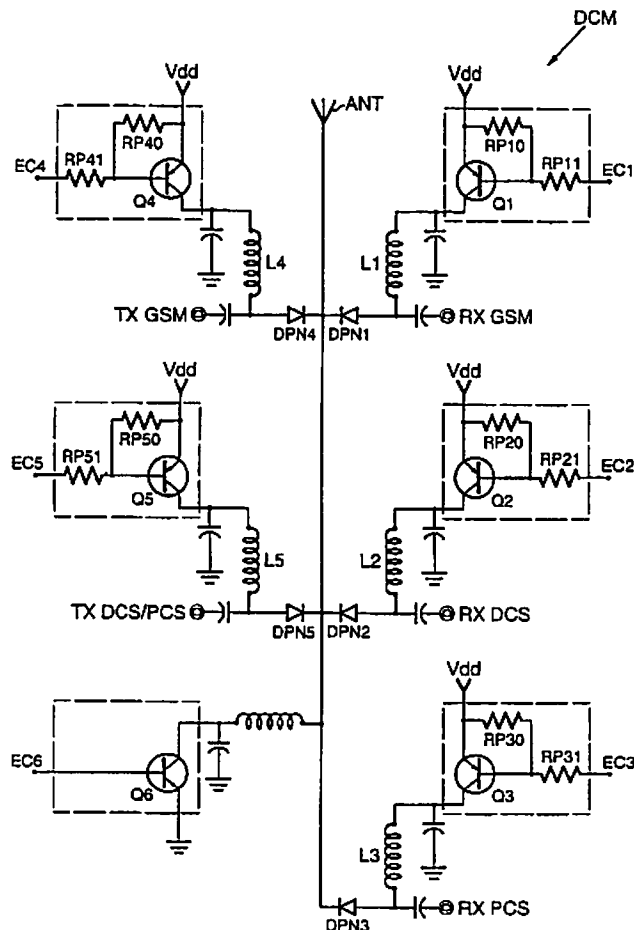 DCM
Vdd
ANT
Vdd
RP40
RP10
EC4
RP41
RP11
EC1
Q4
Q1
L4
L1
TX GSM
DPN4
DPN1
RX GSM
Vdd
Vdd
RP50
RP20
EC5
RP51
RP21
EC2
Q5
Q2
L5
L2
TX DCS/PCS
DPN5
DPN2
RX DCS
Vdd
RP30
EC6
RP31
EC3
Q6
Q3
L3
DPN3
RX PCS